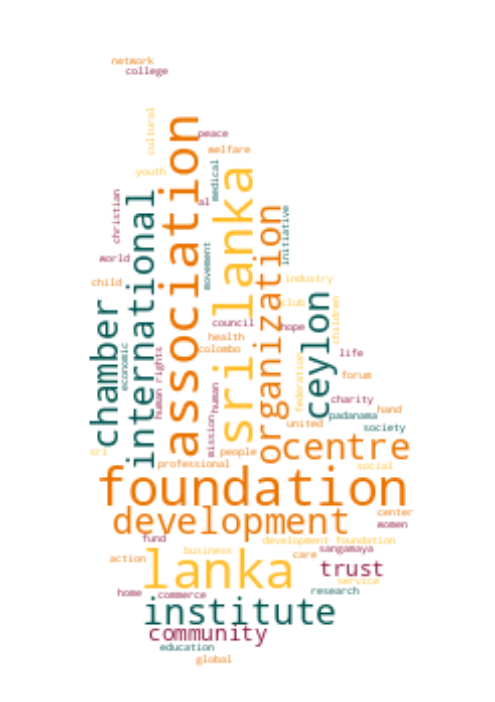 network
college
cultural
association
peace
welfare
youth
medical
sri lanka
christian
international
al
organization
initiative
world
movement
child
industry
chamber
ceylon
club
children
council
hope
health
economic
colombo
human rights
life
federation
forum
human
charity
hand
padanama
mission
united
society
people
centre
sri
professional
social
foundation
development
center
women
fund
development foundation
sangamaya
business
action
care
lanka
trust
service
home
commerce
research
institute
community
education
global